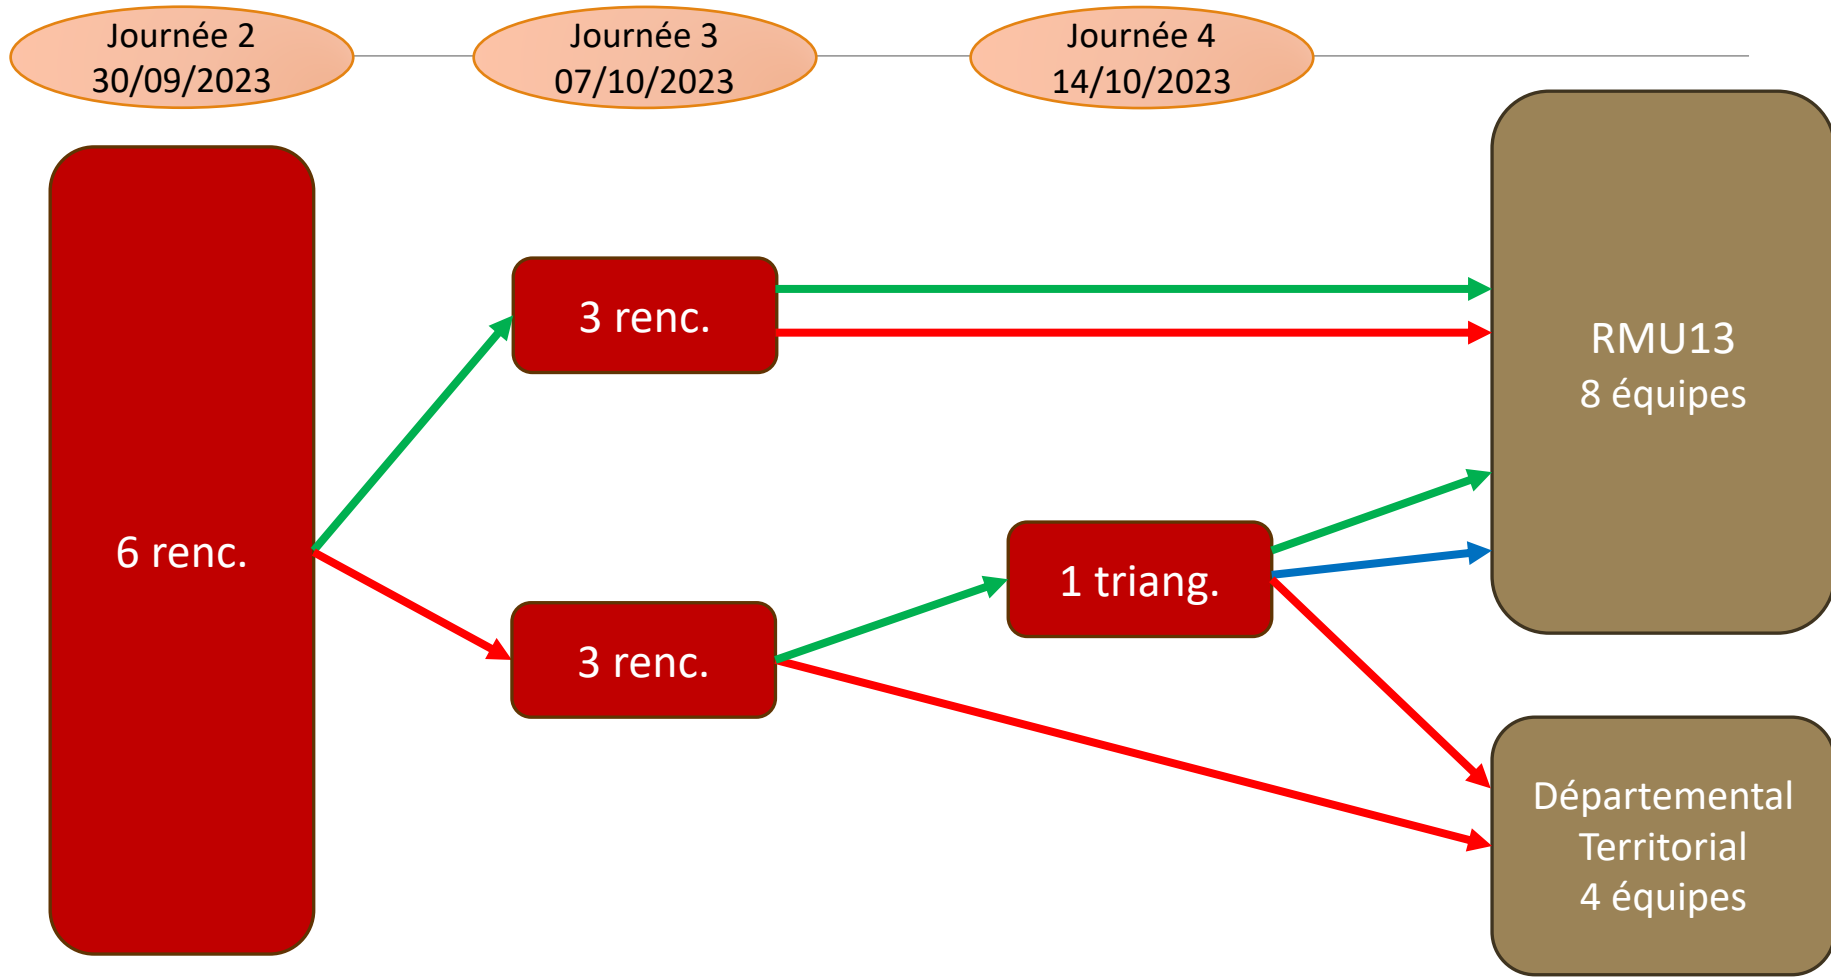 Journée 2
30/09/2023
Journée 3
07/10/2023
Journée 4
14/10/2023
6 renc.
3 renc.
3 renc.
1 triang.
RMU13
8 équipes
Départemental
Territorial
4 équipes